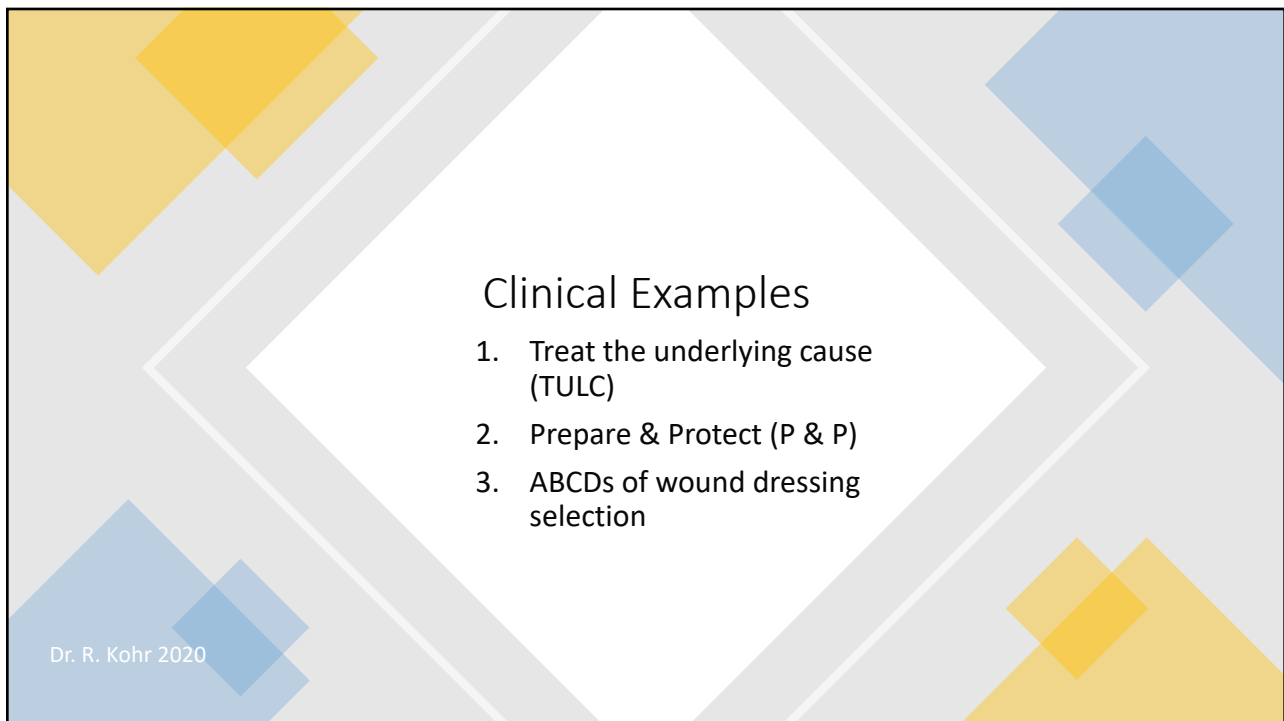 Clinical Examples
1. Treat the underlying cause
(TULC)
2. Prepare & Protect (P & P)
3. ABCDs of wound dressing
selection
Dr. R. Kohr 2020